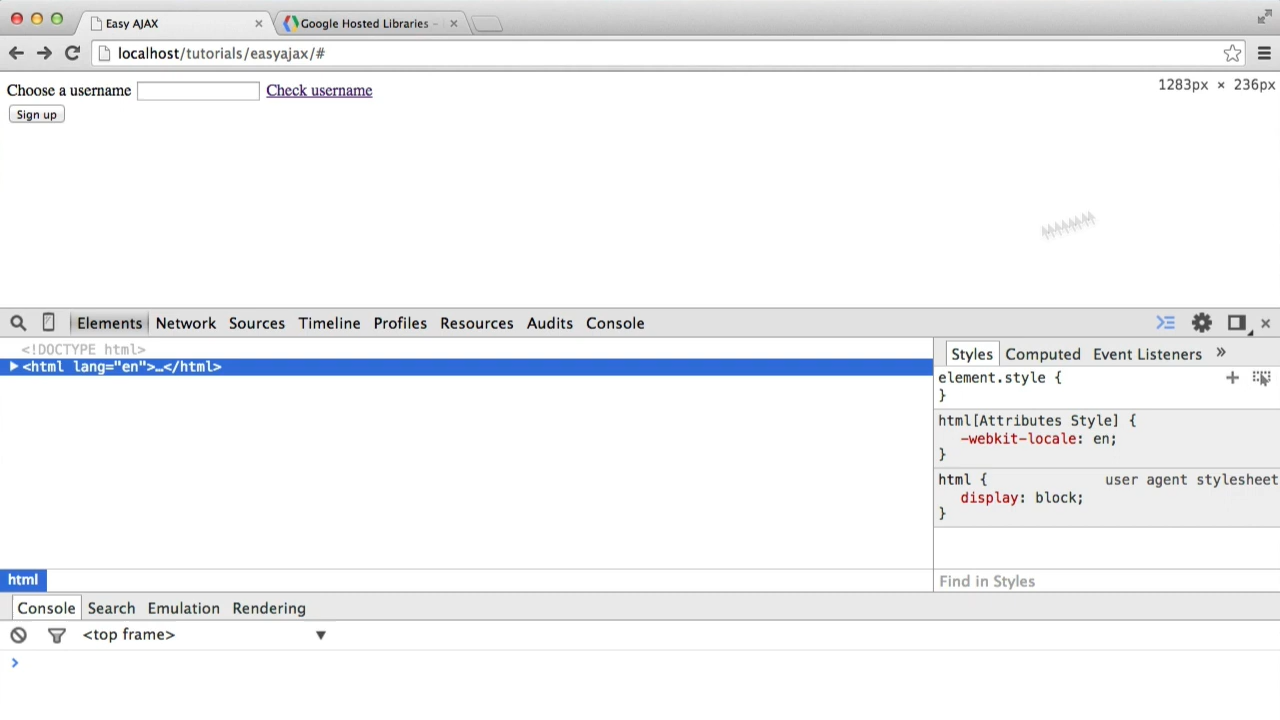 Easy AJAX
Google Hosted Libraries –
localhost/tutorials/easyajax/#
Choose a username
Check username
1283px × 236px
Sign up
Elements Network Sources Timeline Profiles Resources Audits Console
<!DOCTYPE html>
<html lang="en">…</html>
Styles Computed Event Listeners »
element.style {
}
html[Attributes Style] {
-webkit-locale: en;
}
html { user agent stylesheet
display: block;
}
html
Find in Styles
Console Search Emulation Rendering
<top frame>